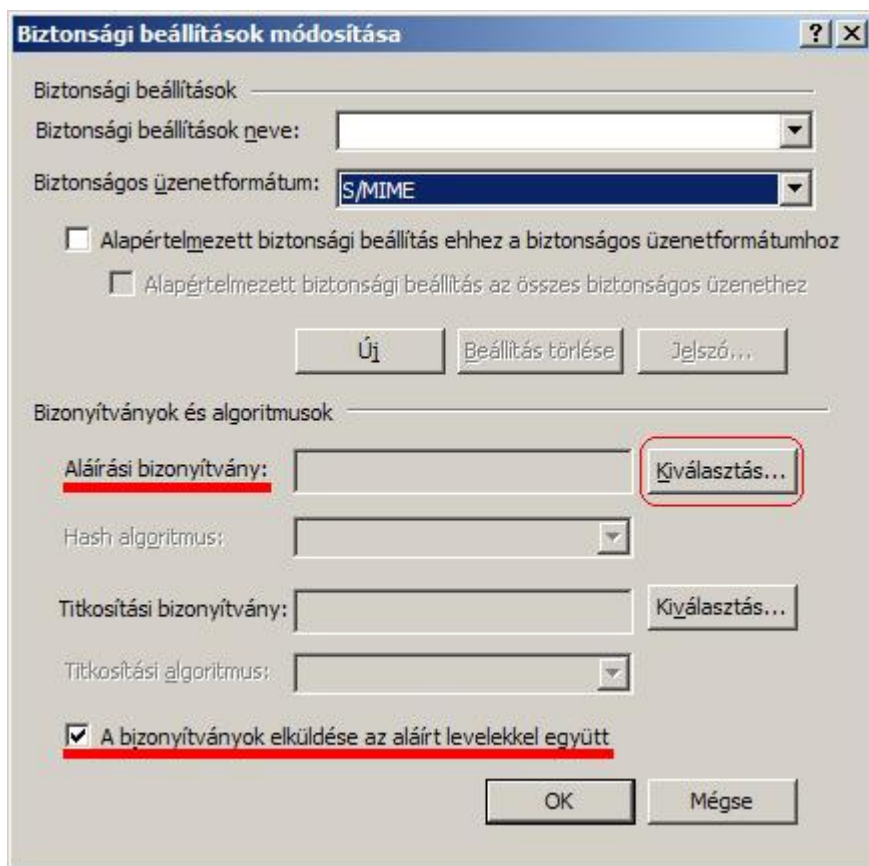 Biztonsági beállítások módosítása
Biztonsági beállítások
Biztonsági beállítások neve:
Biztonságos üzenetformátum: S/MIME
Alapértelmezett biztonsági beállítás ehhez a biztonságos üzenetformátumhoz
Alapértelmezett biztonsági beállítás az összes biztonságos üzenethez
Új Beállítás törlése Jelszó...
Bizonyítványok és algoritmusok
Aláírási bizonyítvány: Kiválasztás...
Hash algoritmus:
Titkosítási bizonyítvány: Kiválasztás...
Titkosítási algoritmus:
A bizonyítványok elküldése az aláírt levelekkel együtt
OK Mégse